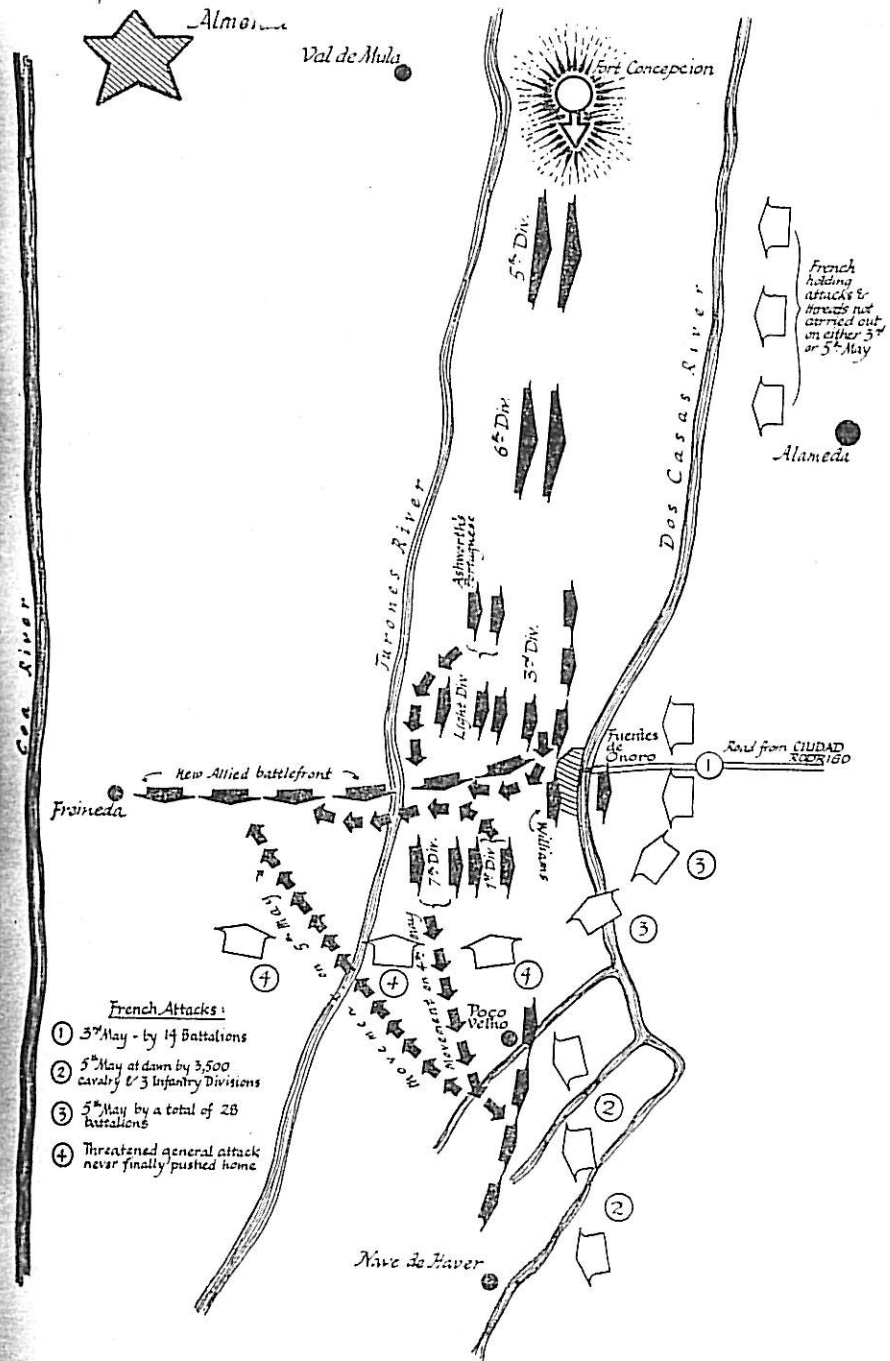 Val de Mula
Fort Concepcion
5th Div.
French
holding
attacks &
threats not
carried out
on either 3rd
or 5th May
6th Div.
Alameda
Dos Casas River
Turones River
Coa River
Ashworth's
Portuguese
3rd Div.
Light Div
Fuentes
de
Onoro
1
Road from CIUDAD
RODRIGO
New Allied battlefront
Froineda
Williams
7th Div.
1st Div
3
3
on 5th May
4
4
4
Movement on
Movement
Poco
Velho
French Attacks:
1 3rd May - by 14 Battalions
2 5th May at dawn by 3,500
cavalry & 3 Infantry Divisions
3 5th May by a total of 28
battalions
4 Threatened general attack
never finally pushed home
2
2
Nave de Haver